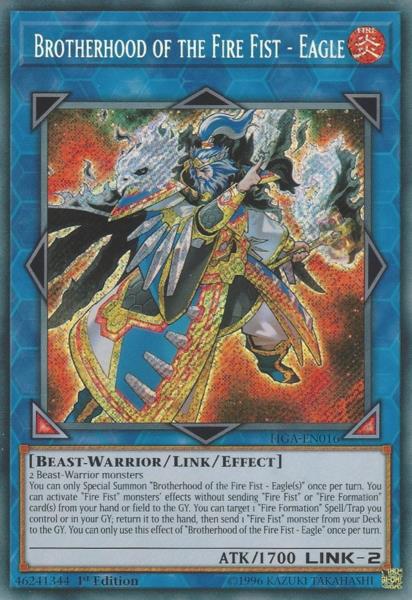 BROTHERHOOD OF THE FIRE FIST - EAGLE
FIRE
炎
FIGA-EN016
[BEAST-WARRIOR/LINK/EFFECT]
2 Beast-Warrior monsters
You can only Special Summon "Brotherhood of the Fire Fist - Eagle(s)" once per turn. You
can activate "Fire Fist" monsters' effects without sending "Fire Fist" or "Fire Formation"
card(s) from your hand or field to the GY. You can target 1 "Fire Formation" Spell/Trap you
control or in your GY; return it to the hand, then send 1 "Fire Fist" monster from your Deck
to the GY. You can only use this effect of "Brotherhood of the Fire Fist - Eagle" once per turn.
ATK/1700 LINK-2
46241344 1st Edition ©1996 KAZUKI TAKAHASHI